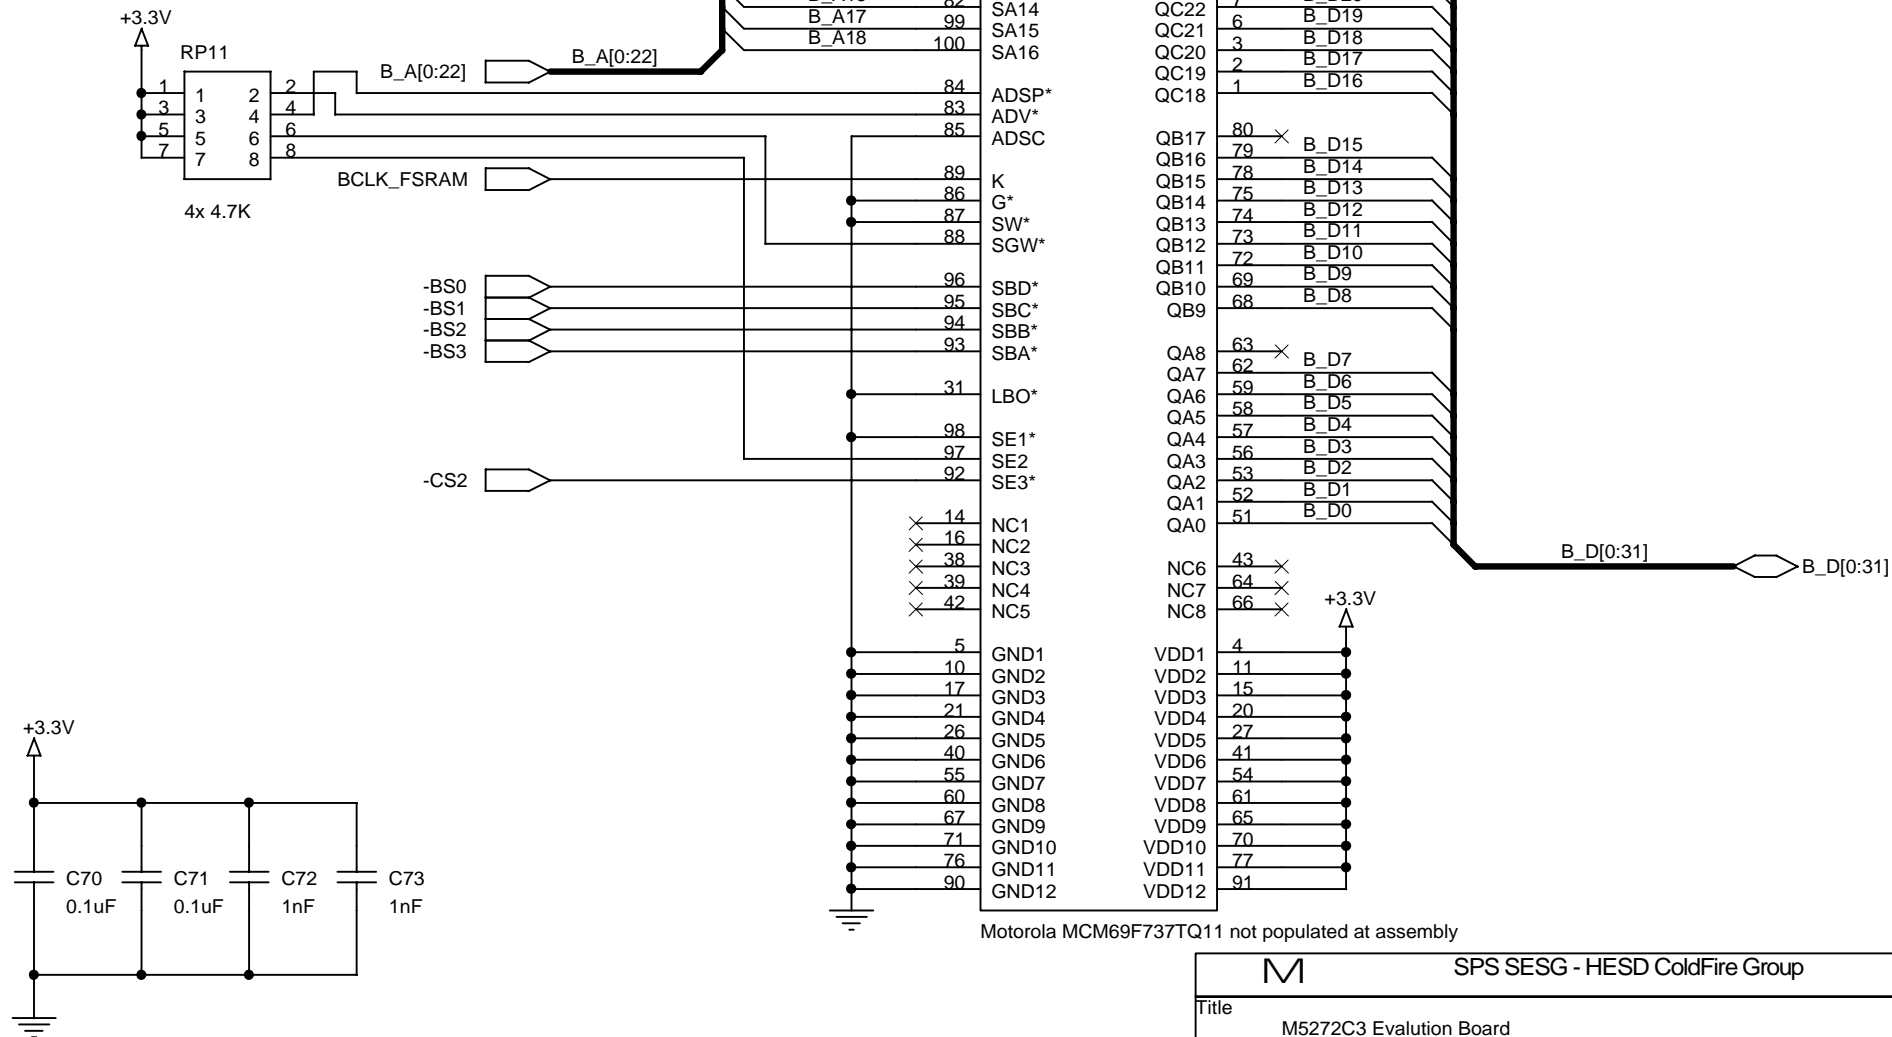 82 SA14
B_A17 99 SA15
B_A18 100 SA16
QC22 7
QC21 6 B_D19
QC20 3 B_D18
QC19 2 B_D17
QC18 1 B_D16
+3.3V
RP11
1 1 2 2
3 3 4 4
5 5 6 6
7 7 8 8
4x 4.7K
B_A[0:22] B_A[0:22]
84 ADSP*
83 ADV*
85 ADSC
BCLK_FSRAM 89 K
86 G*
87 SW*
88 SGW*
-BS0 96 SBD*
-BS1 95 SBC*
-BS2 94 SBB*
-BS3 93 SBA*
31 LBO*
98 SE1*
97 SE2
-CS2 92 SE3*
14 NC1
16 NC2
38 NC3
39 NC4
42 NC5
5 GND1
10 GND2
17 GND3
21 GND4
26 GND5
40 GND6
55 GND7
60 GND8
67 GND9
71 GND10
76 GND11
90 GND12
QB17 80
QB16 79 B_D15
QB15 78 B_D14
QB14 75 B_D13
QB13 74 B_D12
QB12 73 B_D11
QB11 72 B_D10
QB10 69 B_D9
QB9 68 B_D8
QA8 63
QA7 62 B_D7
QA6 59 B_D6
QA5 58 B_D5
QA4 57 B_D4
QA3 56 B_D3
QA2 53 B_D2
QA1 52 B_D1
QA0 51 B_D0
B_D[0:31] B_D[0:31]
NC6 43
NC7 64
NC8 66
+3.3V
VDD1 4
VDD2 11
VDD3 15
VDD4 20
VDD5 27
VDD6 41
VDD7 54
VDD8 61
VDD9 65
VDD10 70
VDD11 77
VDD12 91
+3.3V
C70 C71 C72 C73
0.1uF 0.1uF 1nF 1nF
Motorola MCM69F737TQ11 not populated at assembly
M SPS SESG - HESD ColdFire Group
Title
M5272C3 Evalution Board